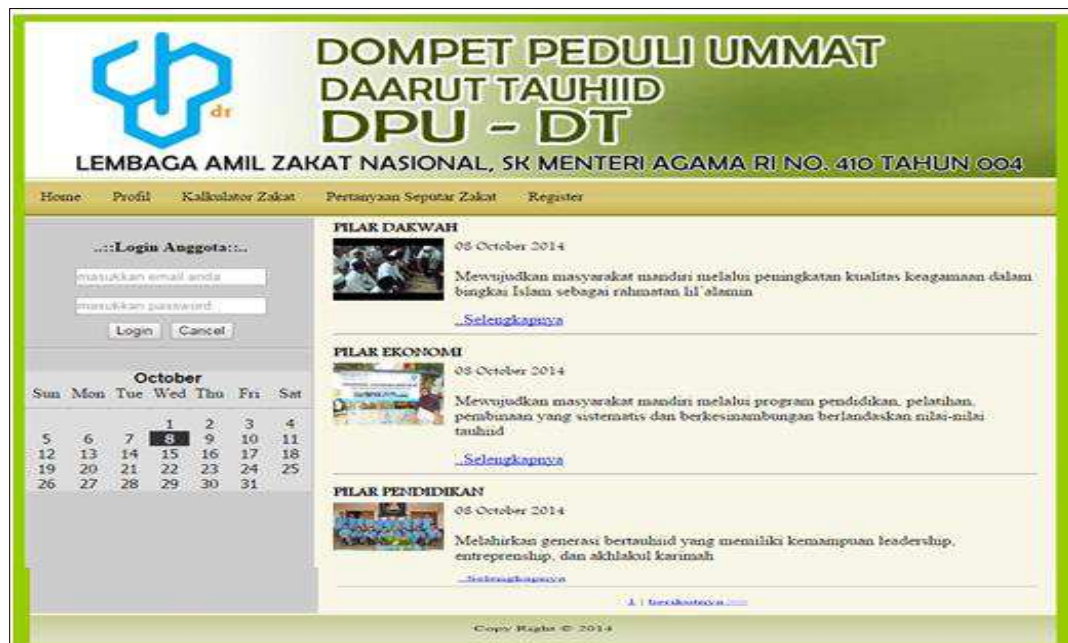 dr
DOMPET PEDULI UMMAT
DAARUT TAUHIID
DPU - DT
LEMBAGA AMIL ZAKAT NASIONAL, SK MENTERI AGAMA RI NO. 410 TAHUN 004
Home Profil Kalkulator Zakat Pertanyaan Seputar Zakat Register
..::Login Anggota::..
masukkan email anda
masukkan password
Login Cancel
October
Sun Mon Tue Wed Thu Fri Sat
1 2 3 4
5 6 7 8 9 10 11
12 13 14 15 16 17 18
19 20 21 22 23 24 25
26 27 28 29 30 31
PILAR DAKWAH
08 October 2014
Mewujudkan masyarakat mandiri melalui peningkatan kualitas keagamaan dalam
bingkai Islam sebagai rahmatan lil`alamin
..Selengkapnya
PILAR EKONOMI
08 October 2014
Mewujudkan masyarakat mandiri melalui program pendidikan, pelatihan,
pembinaan yang sistematis dan berkesinambungan berlandaskan nilai-nilai
tauhiid
..Selengkapnya
PILAR PENDIDIKAN
08 October 2014
Melahirkan generasi bertauhiid yang memiliki kemampuan leadership,
entreprenship, dan akhlakul karimah
..Selengkapnya
1 | berikutnya >>
Copy Right © 2014